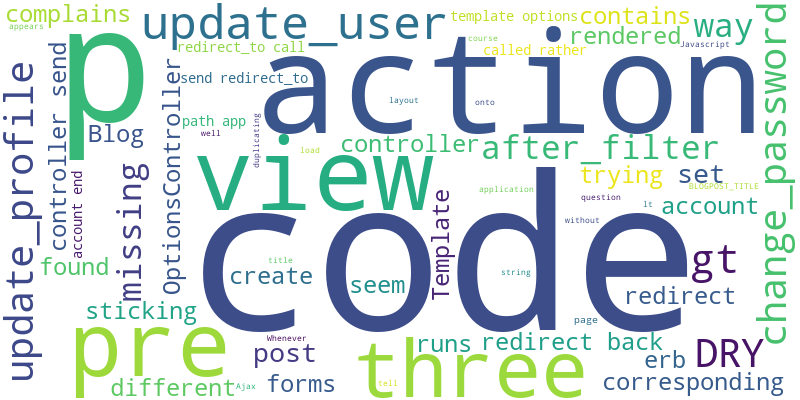 complains
appears
update_user
template options
contains
way
redirect_to call
course
called rather
rendered
Javascript
p
action
change_password
update_profile
controller send
send redirect_to
layout
onto
path app
well
Blog
duplicating
OptionsController
load
controller
after_filter
view
missing
account end
trying
set
BLOGPOST_TITLE
application
question
lt
account
code
Template
without
found
title
create
seem
string
gt
redirect
sticking
page
pre
Whenever
post
three
runs
redirect back
erb
DRY
different
Ajax
forms
tell
corresponding